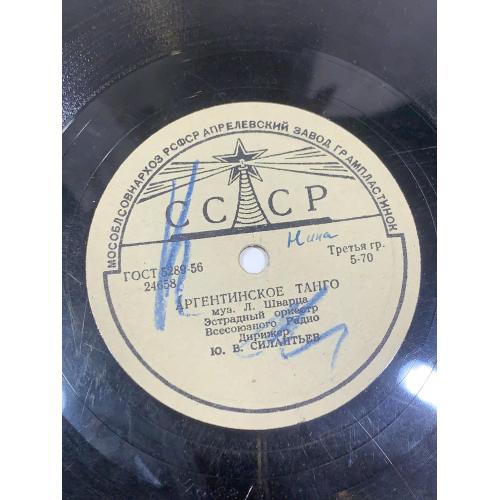 МОСОБЛСОВНАРХОЗ РСФСР АПРЕЛЕВСКИЙ ЗАВОД ГРАМПЛАСТИНОК
СССР
Нина
ГОСТ 5289-56
24658
Третья гр.
5-70
АРГЕНТИНСКОЕ ТАНГО
муз. Л. Шварца
Эстрадный оркестр
Всесоюзного Радио
Дирижер
Ю. В. СИЛАНТЬЕВ